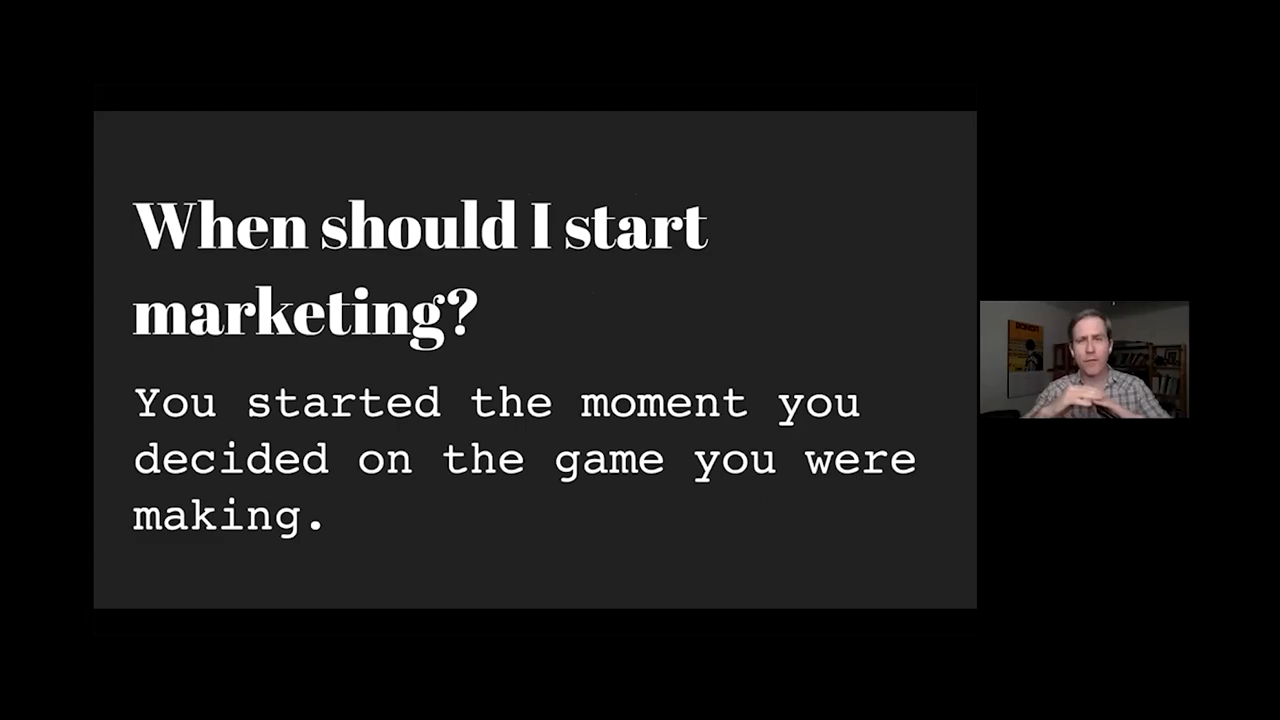 When should I start
marketing?
You started the moment you
decided on the game you were
making.